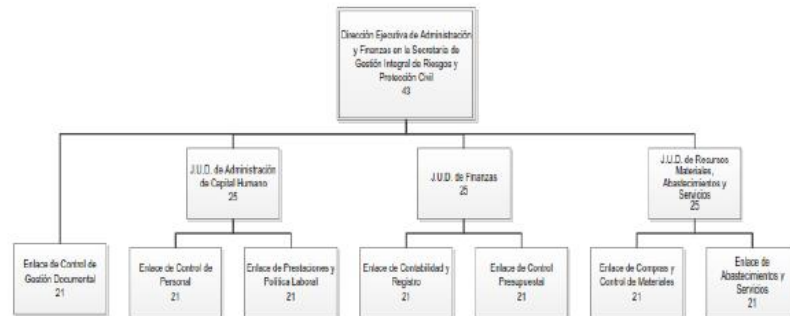 Dirección Ejecutiva de Administración
y Finanzas en la Secretaría de
Gestión Integral de Riesgos y
Protección Civil
43
J.U.D. de Administración
de Capital Humano
25
J.U.D. de Finanzas
25
J.U.D. de Recursos
Materiales,
Abastecimientos y
Servicios
25
Enlace de Control de
Gestión Documental
21
Enlace de Control de
Personal
21
Enlace de Prestaciones y
Política Laboral
21
Enlace de Contabilidad y
Registro
21
Enlace de Control
Presupuestal
21
Enlace de Compras y
Control de Materiales
21
Enlace de
Abastecimientos y
Servicios
21